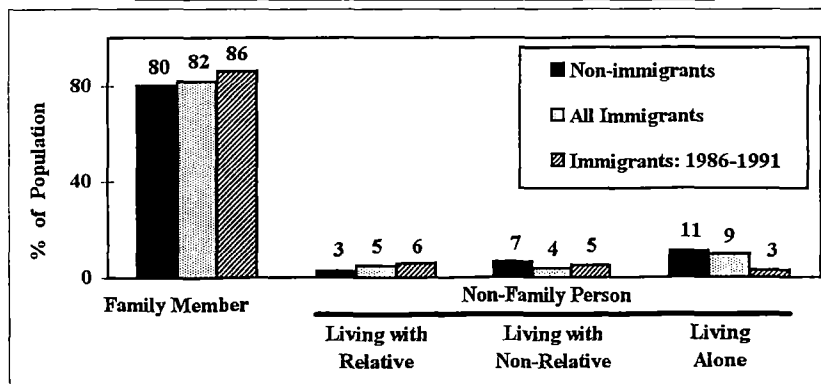 80 82 86
80
40
0
% of Population
Non-immigrants
All Immigrants
Immigrants: 1986-1991
3 5 6
7 4 5
11 9 3
Family Member
Non-Family Person
Living with
Relative
Living with
Non-Relative
Living
Alone